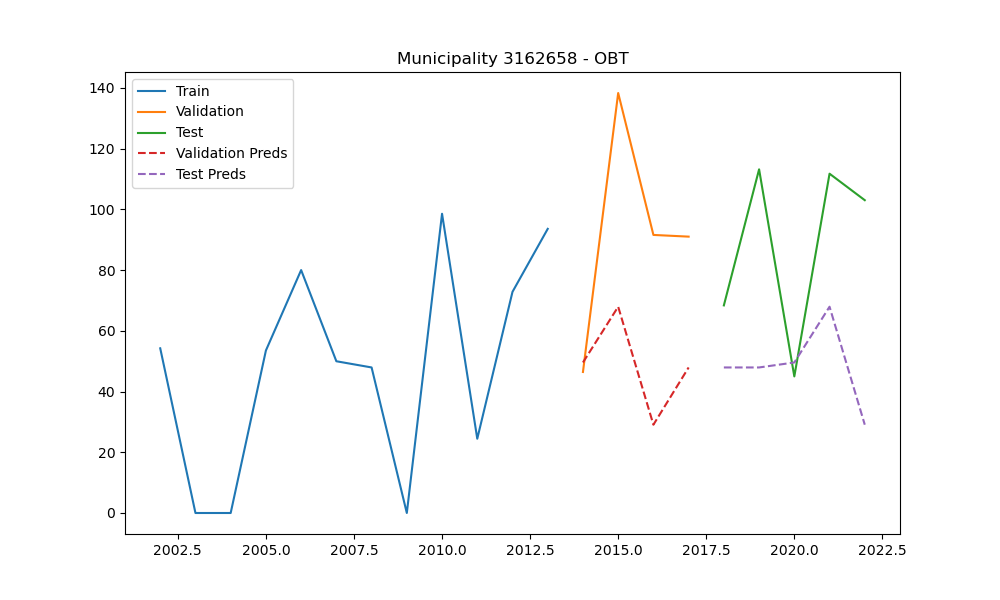 Municipality 3162658 - OBT
Train
Validation
Test
Validation Preds
Test Preds
140
120
100
80
60
40
20
0
2002.5 2005.0 2007.5 2010.0 2012.5 2015.0 2017.5 2020.0 2022.5